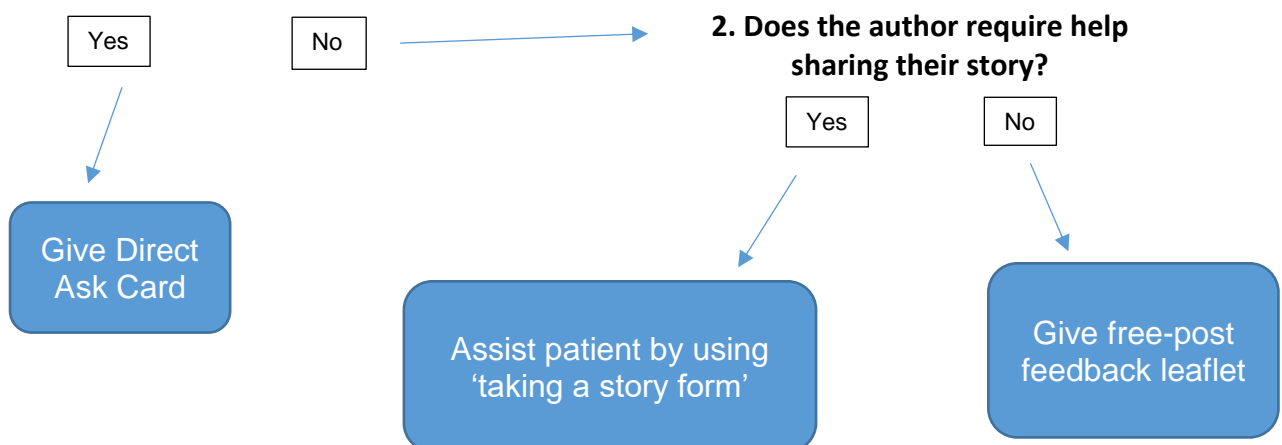 Yes
No
2. Does the author require help
sharing their story?
Yes
No
Give Direct
Ask Card
Assist patient by using
‘taking a story form’
Give free-post
feedback leaflet